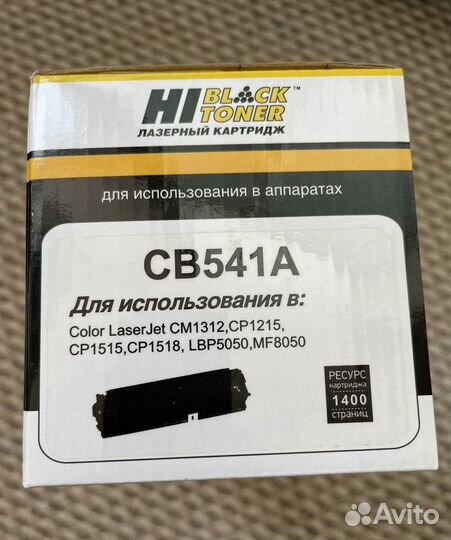 HI BLACK TONER™
ЛАЗЕРНЫЙ КАРТРИДЖ
для использования в аппаратах
CB541A
Для использования в:
Color LaserJet CM1312,CP1215,
CP1515,CP1518, LBP5050,MF8050
РЕСУРС
картриджа
1400
страниц
Avito